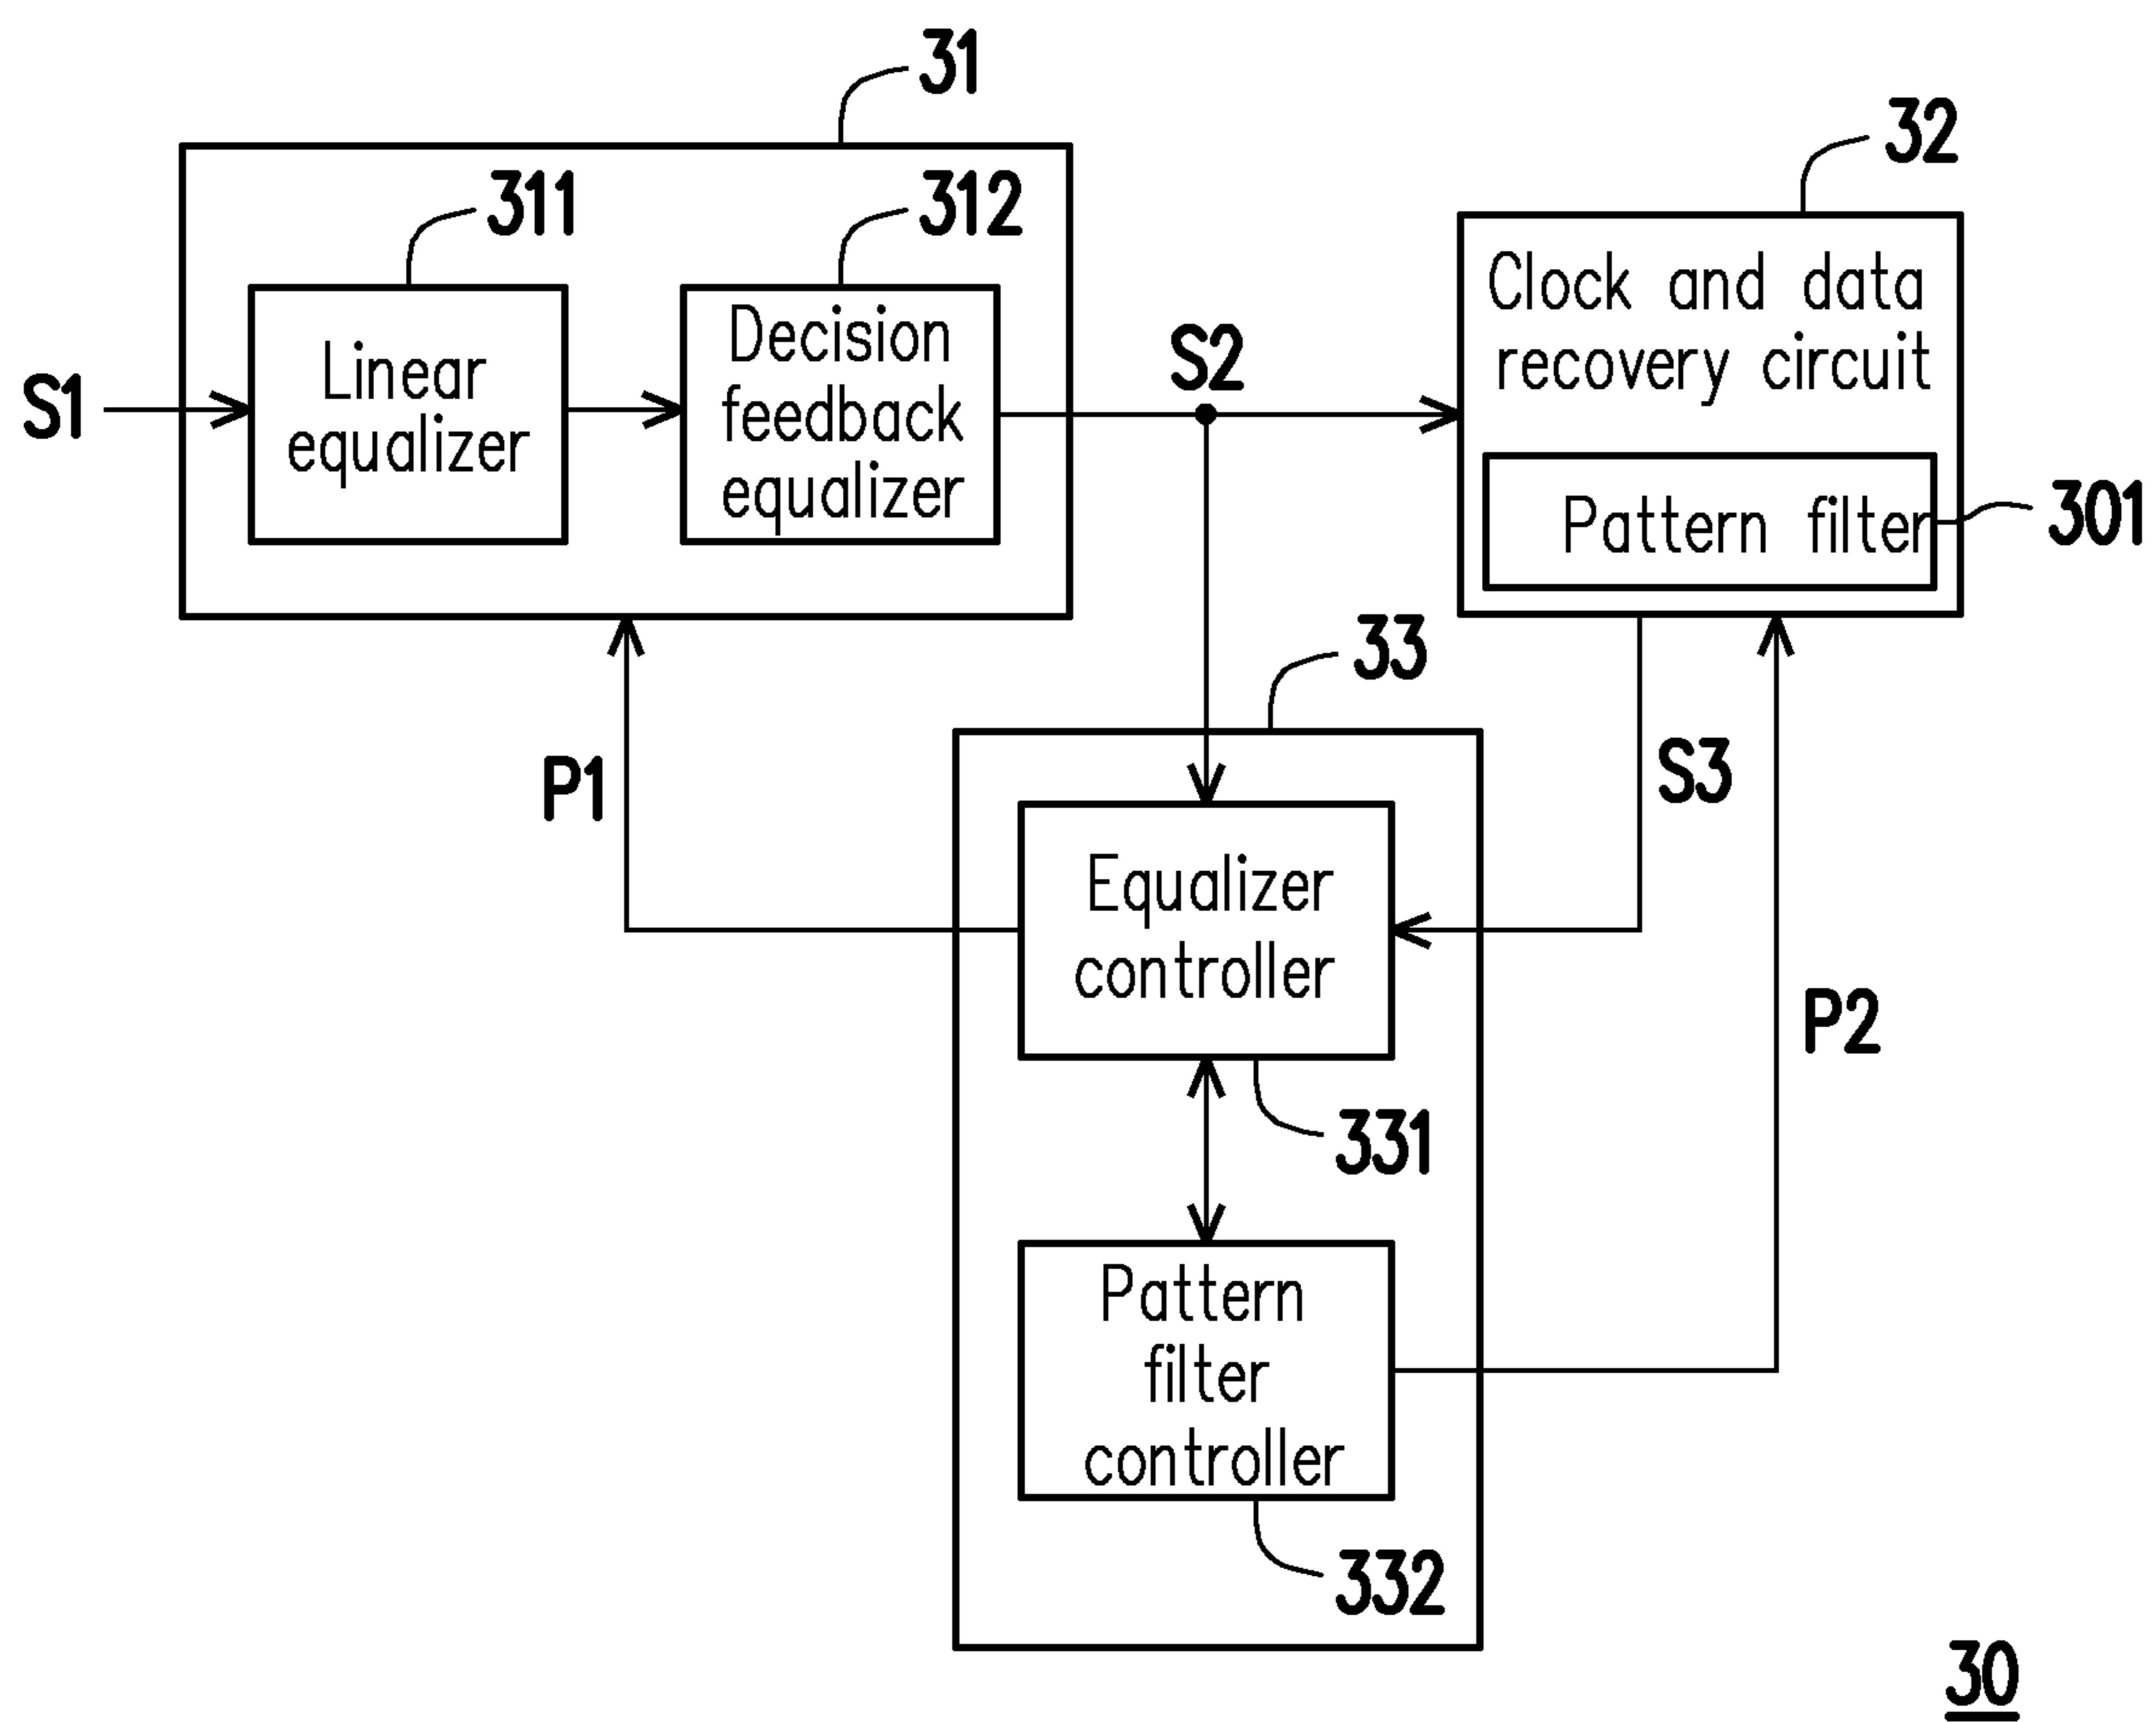 31
32
311
312
Clock and data
recovery circuit
S1
Linear
equalizer
Decision
feedback
equalizer
S2
Pattern filter
301
33
P1
S3
Equalizer
controller
P2
331
Pattern
filter
controller
332
30